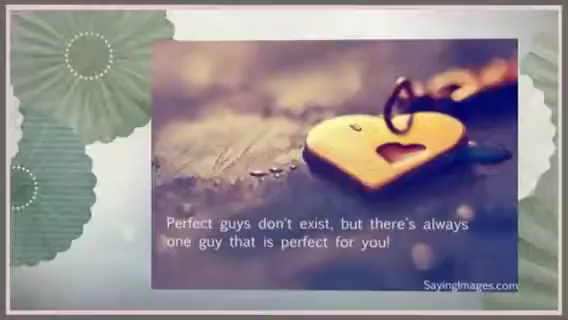 Perfect guys don't exist, but there's always
one guy that is perfect for you!
SayingImages.com